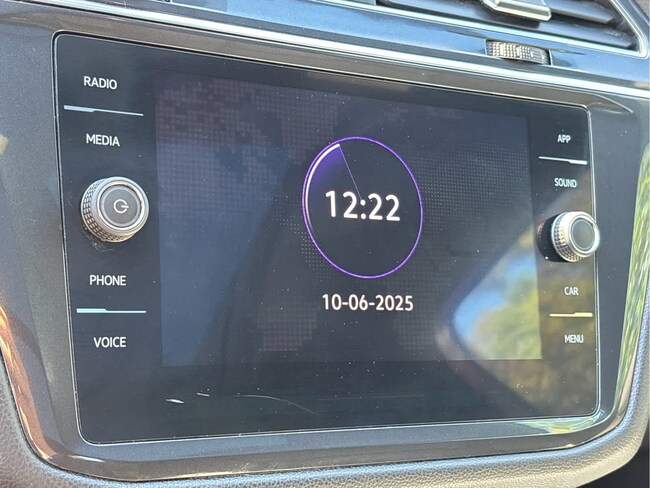 RADIO
MEDIA
PHONE
VOICE
12:22
10-06-2025
APP
SOUND
CAR
MENU